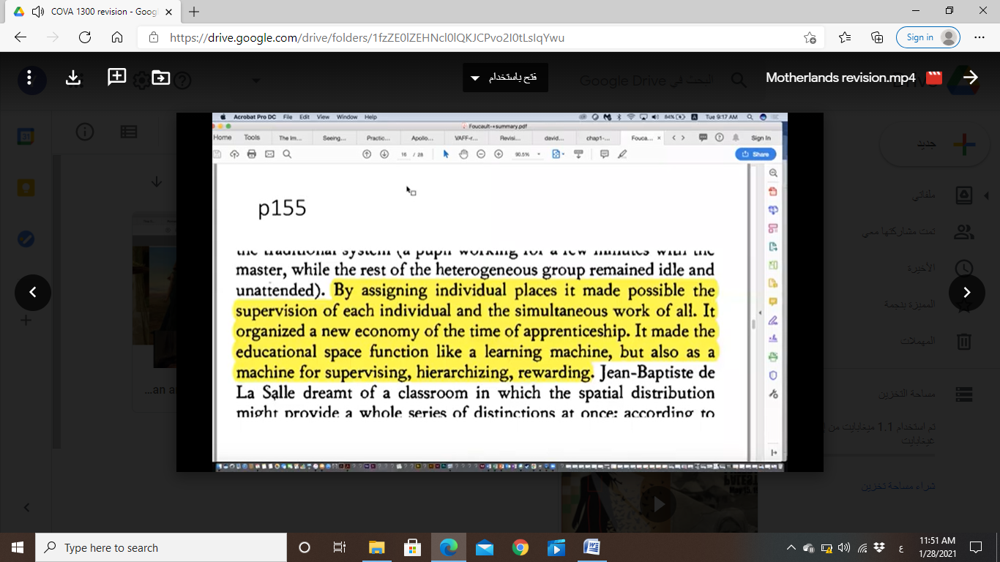 COVA 1300 revision - Goog
https://drive.google.com/drive/folders/1fzZE0lZEHNcl0lQKJCPvo2I0tLsIqYwu
Sign in
فتح باستخدام
البحث في Google Drive
Motherlands revision.mp4
Acrobat Pro DC File Edit View Window Help
84%
Tue 9:17 AM
Foucault-+summary.pdf
Home Tools The Im... Seeing... Practic... Apollo... VAFF-r... Revisi... david... chap1-... Fouca... × Sign In
16 / 28
90.5%
Share
p155
the traditional system (a pupil working for a few minutes with the
master, while the rest of the heterogeneous group remained idle and
unattended). By assigning individual places it made possible the
supervision of each individual and the simultaneous work of all. It
organized a new economy of the time of apprenticeship. It made the
educational space function like a learning machine, but also as a
machine for supervising, hierarchizing, rewarding. Jean-Baptiste de
La Salle dreamt of a classroom in which the spatial distribution
might provide a whole series of distinctions at once: according to
جديد
ملفاتي
تمت مشاركتها معي
الأخيرة
المميزة بنجمة
المهملات
مساحة التخزين
تم استخدام 1.1 ميغابايت من
غيغابايت
شراء مساحة تخزين
...an a
Type here to search
ع
11:51 AM
1/28/2021